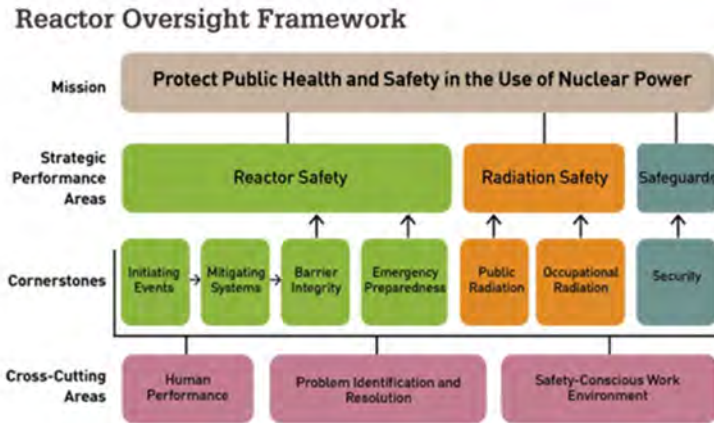 Reactor Oversight Framework
Mission
Protect Public Health and Safety in the Use of Nuclear Power
Strategic
Performance
Areas
Reactor Safety
Radiation Safety
Safeguards
Cornerstones
Initiating
Events
Mitigating
Systems
Barrier
Integrity
Emergency
Preparedness
Public
Radiation
Occupational
Radiation
Security
Cross-Cutting
Areas
Human
Performance
Problem Identification and
Resolution
Safety-Conscious Work
Environment